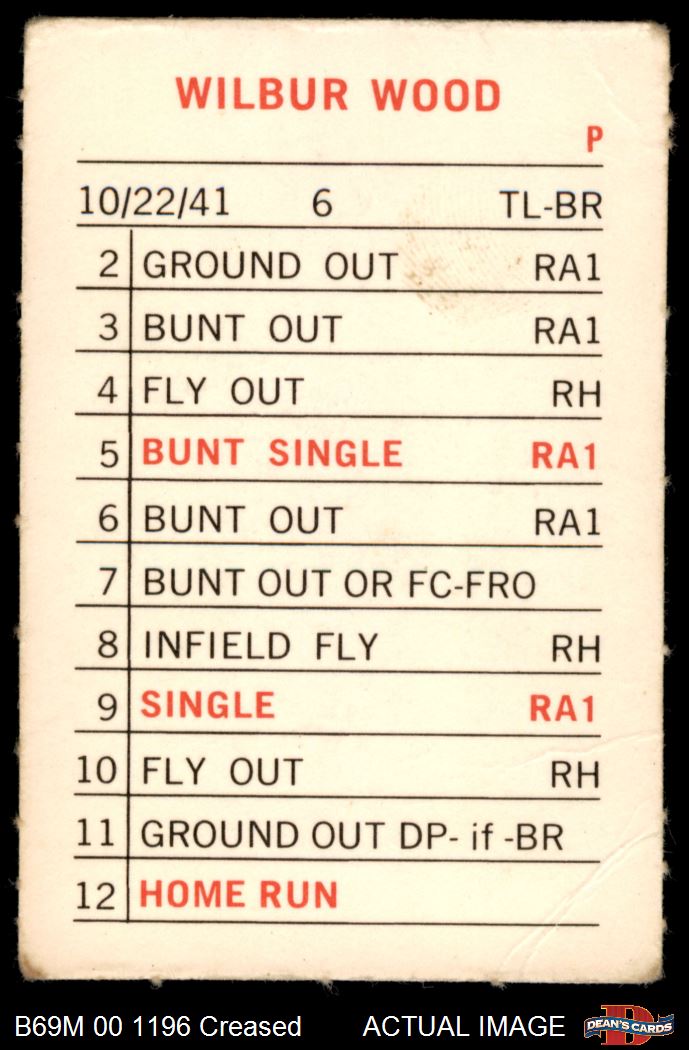 WILBUR WOOD
P
10/22/41 6 TL-BR
2 GROUND OUT RA1
3 BUNT OUT RA1
4 FLY OUT RH
5 BUNT SINGLE RA1
6 BUNT OUT RA1
7 BUNT OUT OR FC-FRO
8 INFIELD FLY RH
9 SINGLE RA1
10 FLY OUT RH
11 GROUND OUT DP- if -BR
12 HOME RUN
B69M 00 1196 Creased ACTUAL IMAGE D DEAN'S CARDS